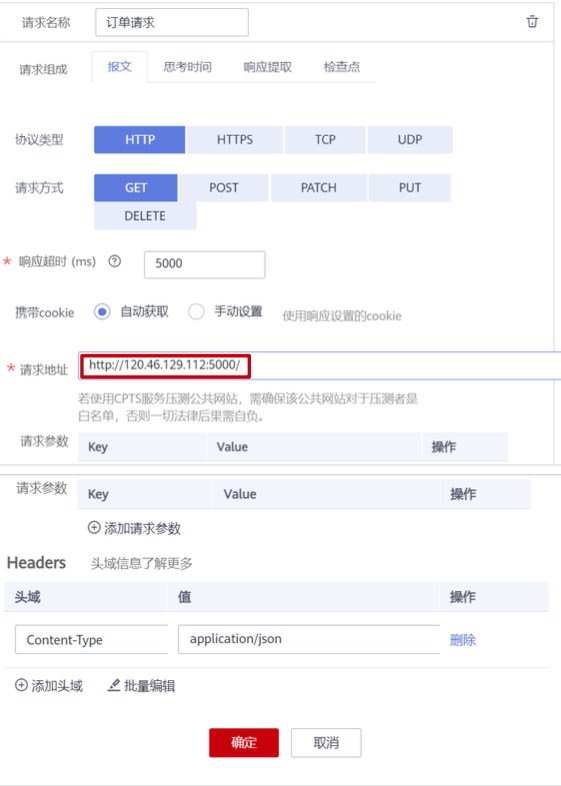 请求名称 订单请求
请求组成 报文 思考时间 响应提取 检查点
协议类型 HTTP HTTPS TCP UDP
请求方式 GET POST PATCH PUT
DELETE
* 响应超时 (ms) ? 5000
携带cookie 自动获取 手动设置 使用响应设置的cookie
* 请求地址 http://120.46.129.112:5000/
若使用CPTS服务压测公共网站，需确保该公共网站对于压测者是
白名单，否则一切法律后果需自负。
请求参数 Key Value 操作
请求参数 Key Value 操作
添加请求参数
Headers 头域信息了解更多
头域 值 操作
Content-Type application/json 删除
添加头域 批量编辑
确定 取消